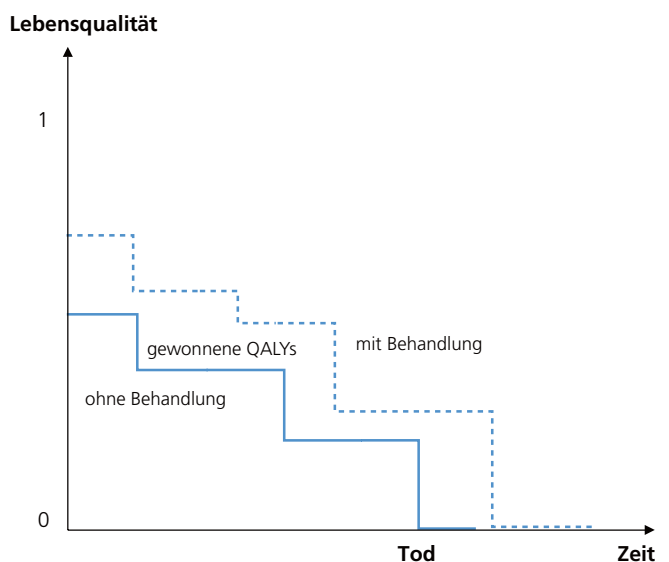 Lebensqualität
1
gewonnene QALYs
mit Behandlung
ohne Behandlung
0
Tod
Zeit